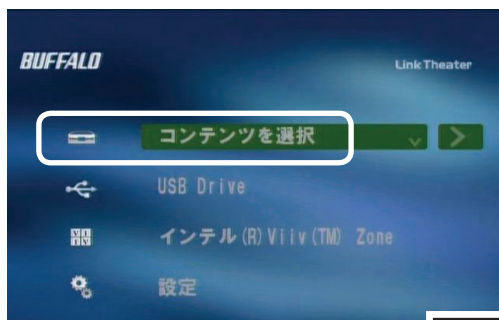 BUFFALO
LinkTheater
コンテンツを選択
USB Drive
インテル(R)Viiv(TM) Zone
設定